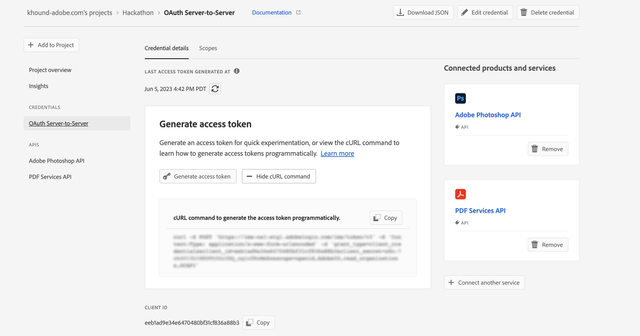 khound-adobe.com's projects > Hackathon > OAuth Server-to-Server Documentation Download JSON Edit credential Delete credential
+ Add to Project
Project overview
Insights
CREDENTIALS
OAuth Server-to-Server
APIS
Adobe Photoshop API
PDF Services API
Credential details Scopes
LAST ACCESS TOKEN GENERATED AT
Jun 5, 2023 4:42 PM PDT
Generate access token
Generate an access token for quick experimentation, or view the cURL command to
learn how to generate access tokens programmatically. Learn more
Generate access token Hide cURL command
cURL command to generate the access token programmatically. Copy
CLIENT ID
eeb1ad9e34e6470480bf31cf836a88b3 Copy
Connected products and services
Ps
Adobe Photoshop API
API
Remove
PDF Services API
API
Remove
+ Connect another service